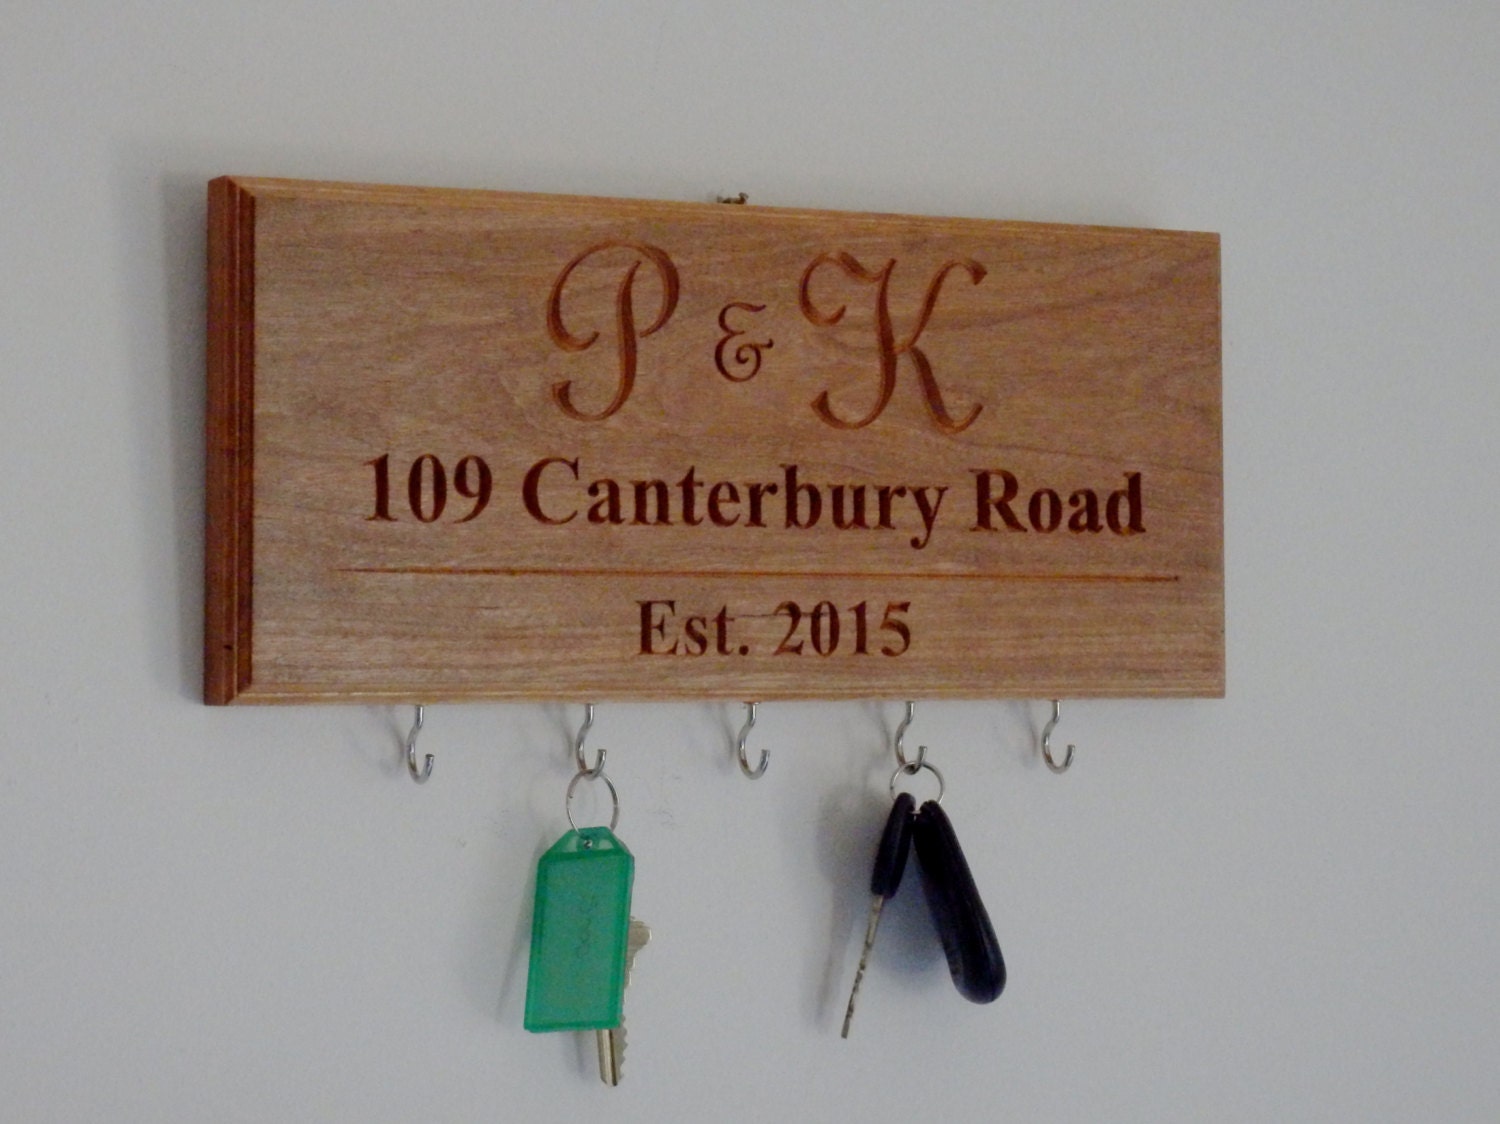 P & K
109 Canterbury Road
Est. 2015